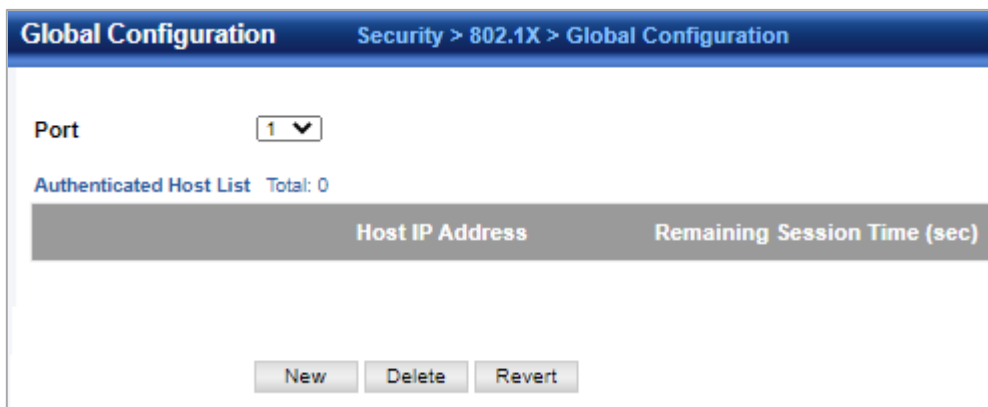 Global Configuration Security > 802.1X > Global Configuration
Port 1
Authenticated Host List Total: 0
Host IP Address Remaining Session Time (sec)
New Delete Revert